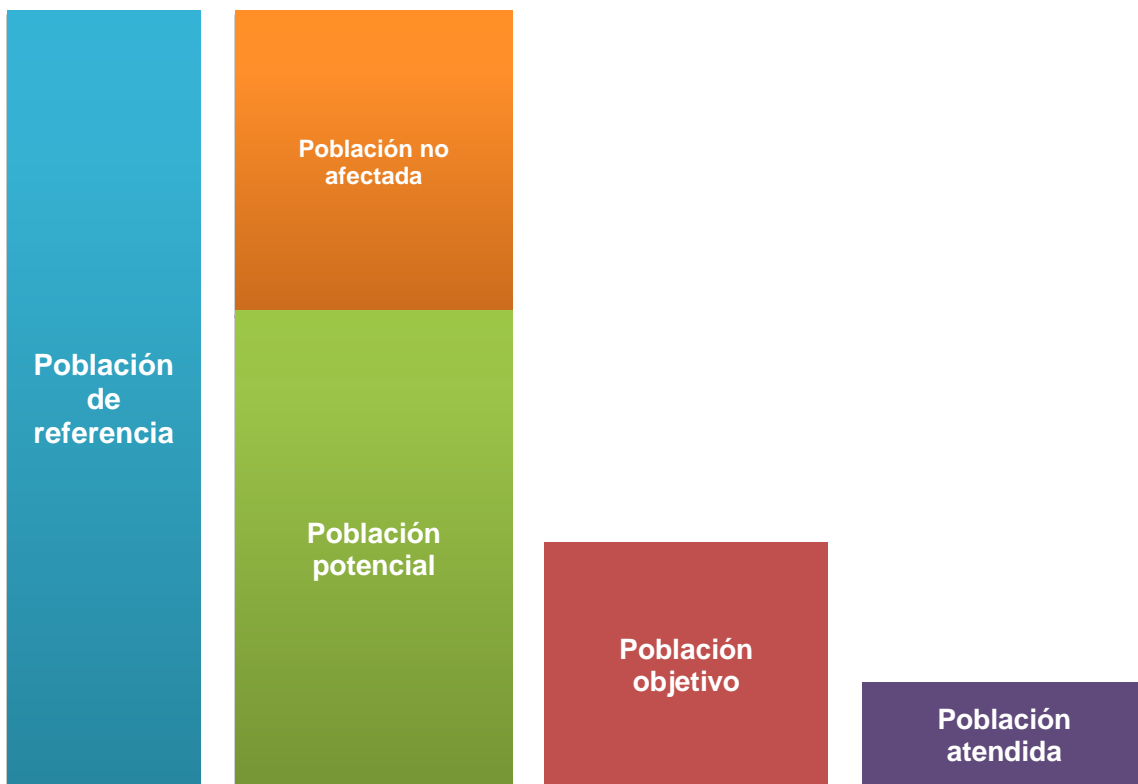 Población
de
referencia
Población no
afectada
Población
potencial
Población
objetivo
Población
atendida